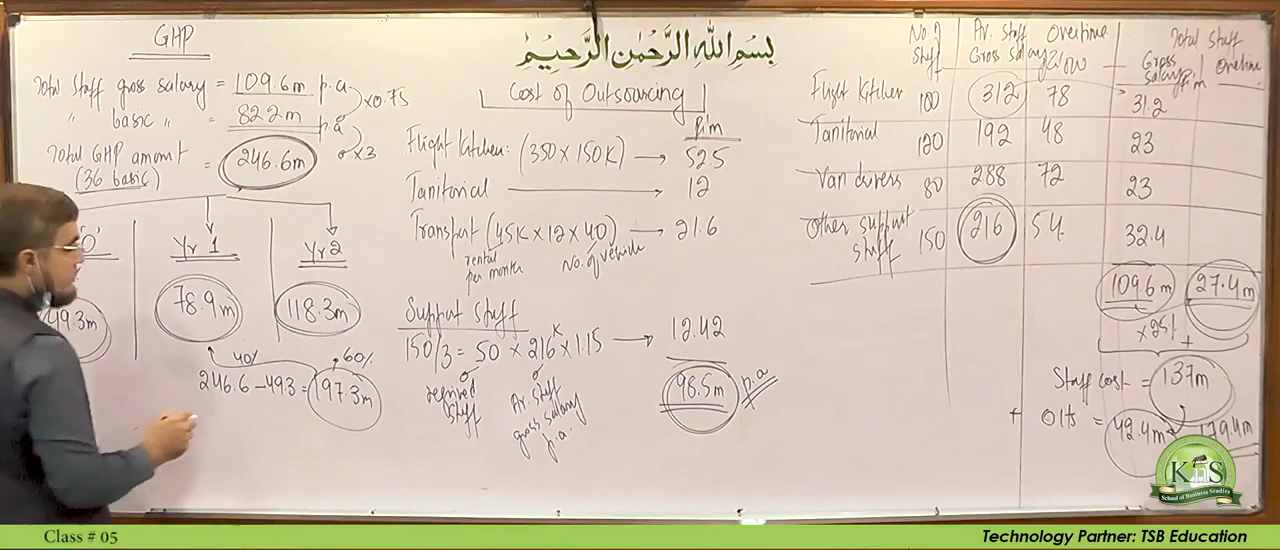 بسم الله الرحمن الرحيم
GHP
Total Staff gross salary = 109.6m p.a
" basic " = 82.2m p.a
x0.75
x3
Total GHP amount = 246.6m
(36 basic)
Yr 1
Yr 2
49.3m
78.9m
118.3m
40%
60%
246.6 - 49.3 = 197.3m
Cost of Outsourcing
p.m
Flight Kitchen: (350 x 150K) → 52.5
Janitorial → 12
Transport (45K x 12 x 40) → 21.6
rental per month
No. of vehicle
Support Staff
150/3 = 50 x 216K x 1.15 → 12.42
required staff
Av. staff gross salary p.a.
98.5m p.a
No. of Staff
Av. Staff Gross Salary
Overtime
Total Staff
Gross Salary
Overtime
Flight Kitchen 100 312 78 31.2
Janitorial 120 192 48 23
Van drivers 80 288 72 23
Other support staff 150 216 54 32.4
109.6m 27.4m
x25%
+
Staff cost = 137m
+ Olts = 42.4m
179.4m
KnS
School of Business Studies
Class # 05
Technology Partner: TSB Education